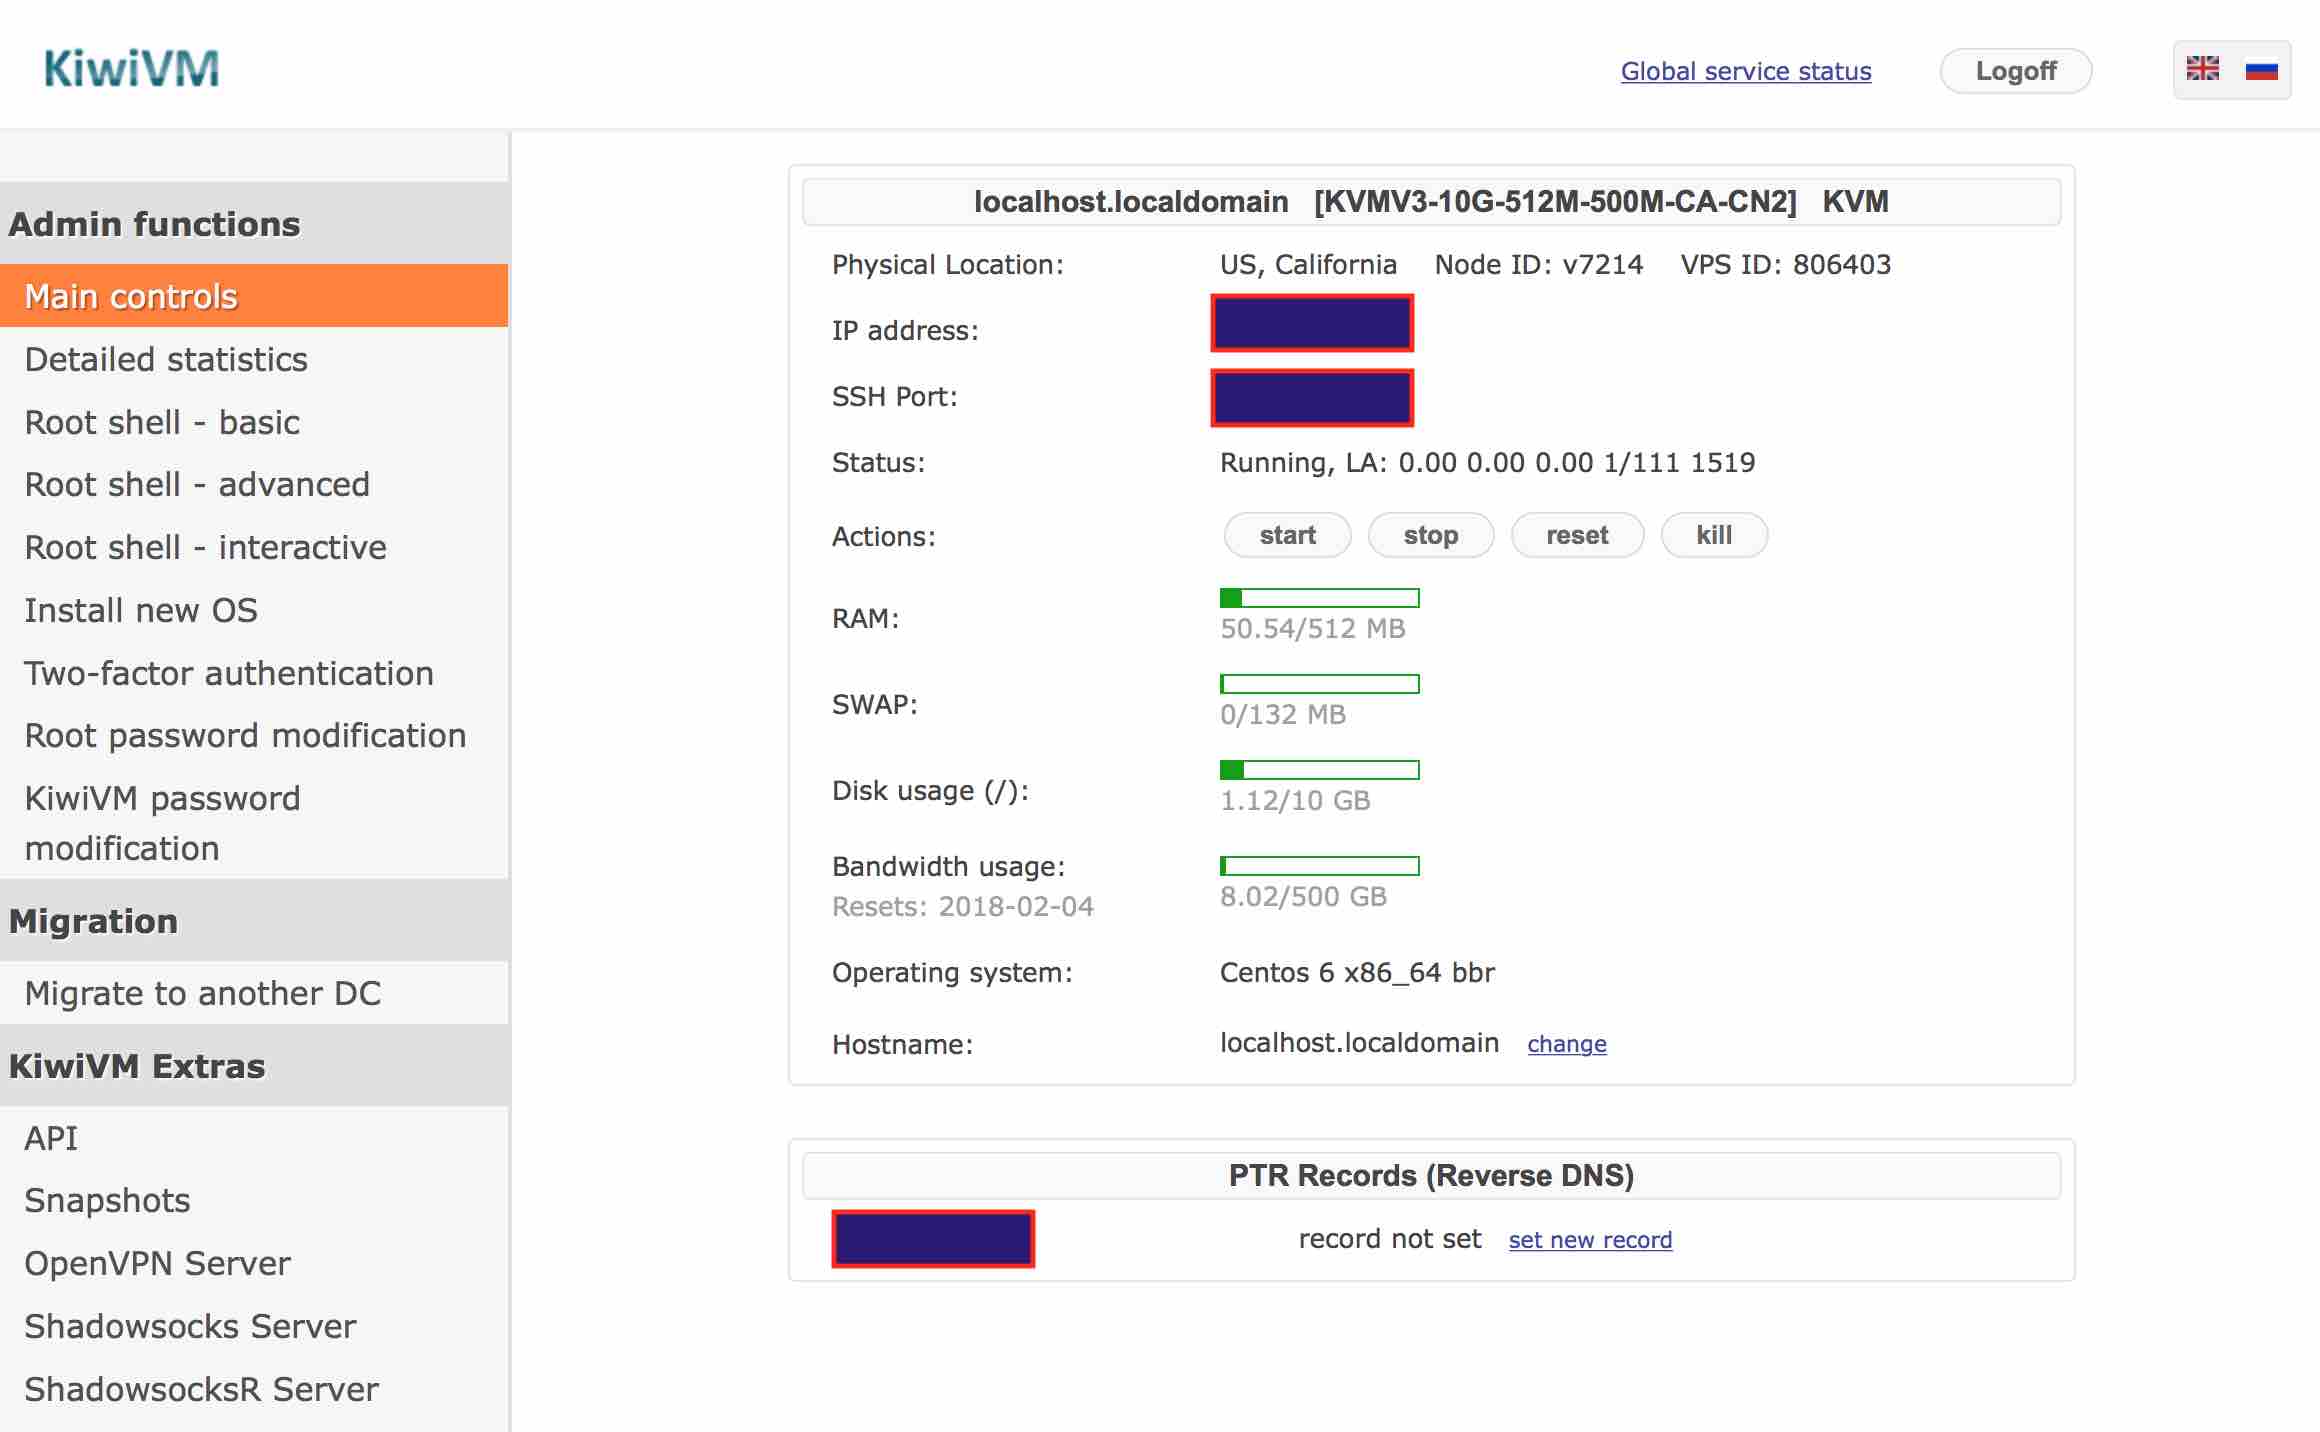 KiwiVM
Global service status
Logoff
Admin functions
Main controls
Detailed statistics
Root shell - basic
Root shell - advanced
Root shell - interactive
Install new OS
Two-factor authentication
Root password modification
KiwiVM password
modification
Migration
Migrate to another DC
KiwiVM Extras
API
Snapshots
OpenVPN Server
Shadowsocks Server
ShadowsocksR Server
localhost.localdomain [KVMV3-10G-512M-500M-CA-CN2] KVM
Physical Location: US, California Node ID: v7214 VPS ID: 806403
IP address:
SSH Port:
Status: Running, LA: 0.00 0.00 0.00 1/111 1519
Actions: start stop reset kill
RAM:
50.54/512 MB
SWAP:
0/132 MB
Disk usage (/):
1.12/10 GB
Bandwidth usage:
Resets: 2018-02-04
8.02/500 GB
Operating system: Centos 6 x86_64 bbr
Hostname: localhost.localdomain change
PTR Records (Reverse DNS)
record not set set new record